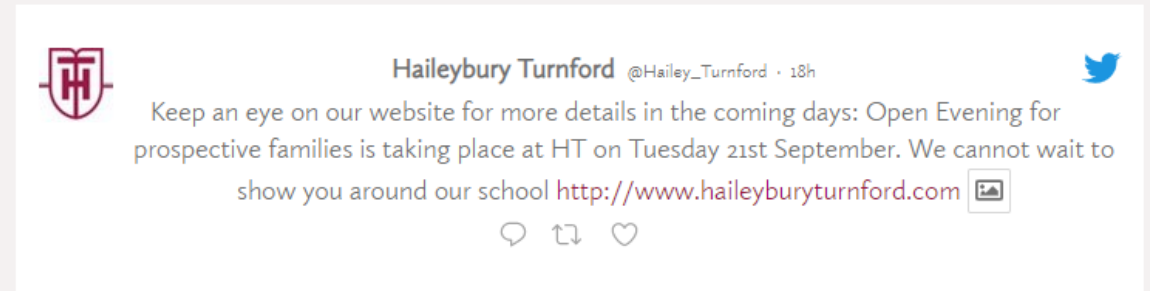 HT
Haileybury Turnford @Hailey_Turnford · 18h
Keep an eye on our website for more details in the coming days: Open Evening for
prospective families is taking place at HT on Tuesday 21st September. We cannot wait to
show you around our school http://www.haileyburyturnford.com